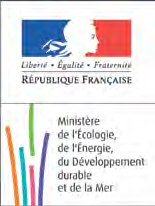 Liberté • Égalité • Fraternité
RÉPUBLIQUE FRANÇAISE
Ministère
de l'Écologie,
de l'Énergie,
du Développement
durable
et de la Mer